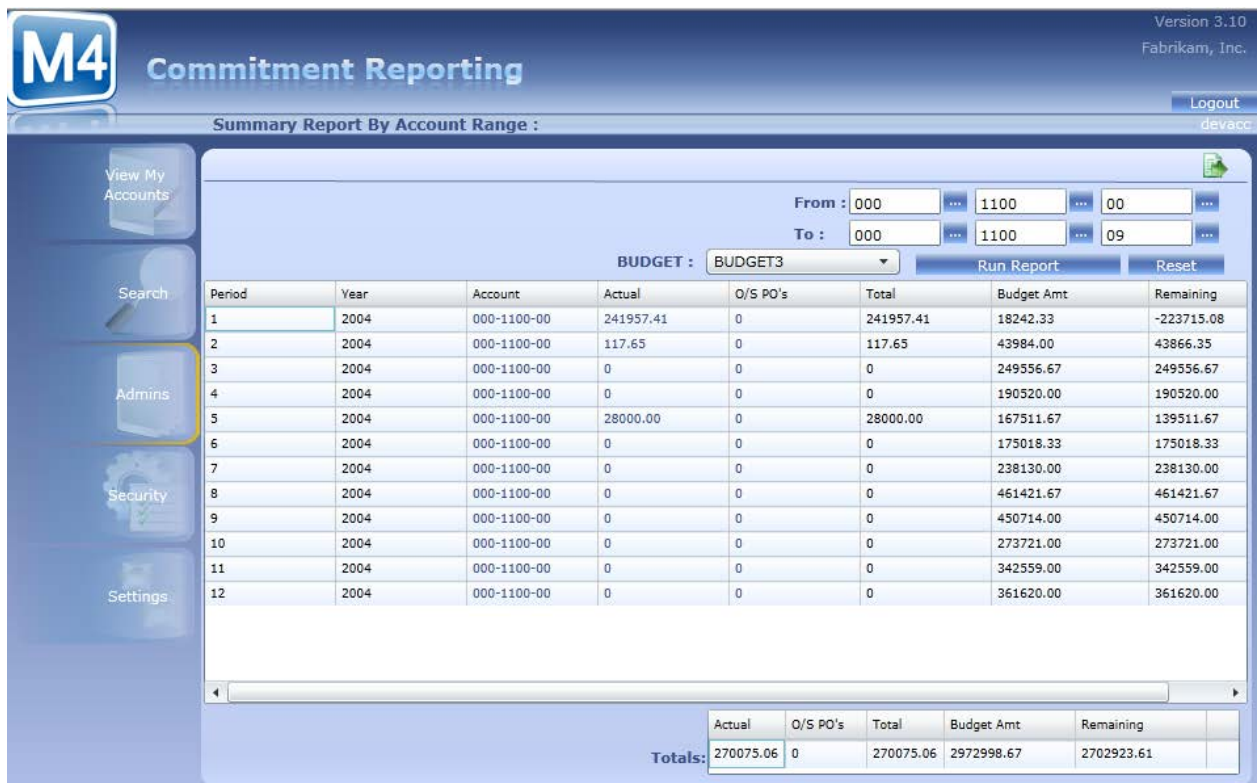 Version 3.10
Fabrikam, Inc.
M4
Commitment Reporting
Logout
Summary Report By Account Range :
devacc
View My
Accounts
Search
Admins
Security
Settings
From : 000 ... 1100 ... 00 ...
To : 000 ... 1100 ... 09 ...
BUDGET : BUDGET3 Run Report Reset
Period Year Account Actual O/S PO's Total Budget Amt Remaining
1 2004 000-1100-00 241957.41 0 241957.41 18242.33 -223715.08
2 2004 000-1100-00 117.65 0 117.65 43984.00 43866.35
3 2004 000-1100-00 0 0 0 249556.67 249556.67
4 2004 000-1100-00 0 0 0 190520.00 190520.00
5 2004 000-1100-00 28000.00 0 28000.00 167511.67 139511.67
6 2004 000-1100-00 0 0 0 175018.33 175018.33
7 2004 000-1100-00 0 0 0 238130.00 238130.00
8 2004 000-1100-00 0 0 0 461421.67 461421.67
9 2004 000-1100-00 0 0 0 450714.00 450714.00
10 2004 000-1100-00 0 0 0 273721.00 273721.00
11 2004 000-1100-00 0 0 0 342559.00 342559.00
12 2004 000-1100-00 0 0 0 361620.00 361620.00
Actual O/S PO's Total Budget Amt Remaining
Totals: 270075.06 0 270075.06 2972998.67 2702923.61